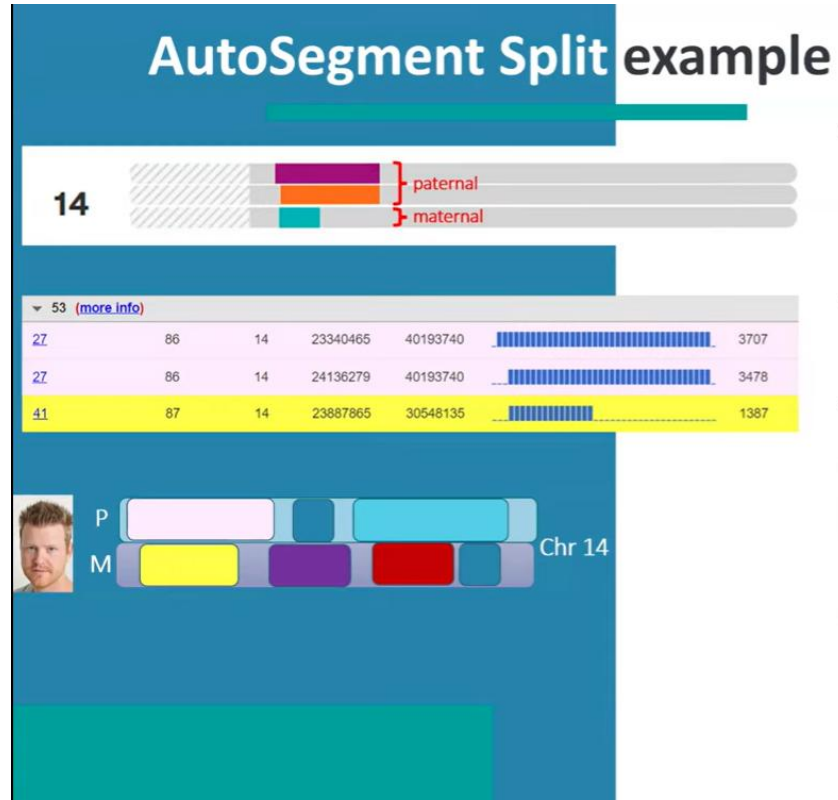 AutoSegment Split example
14 paternal
maternal
53 (more info)
27 86 14 23340465 40193740 3707
27 86 14 24136279 40193740 3478
41 87 14 23887865 30548135 1387
P
M Chr 14